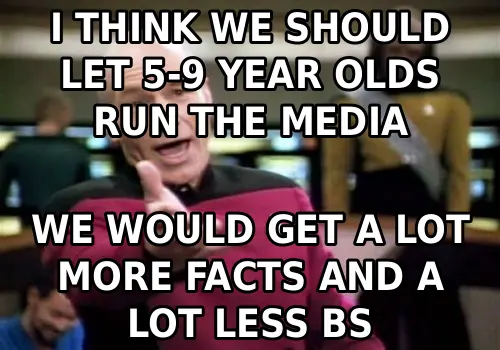 I THINK WE SHOULD
LET 5-9 YEAR OLDS
RUN THE MEDIA
WE WOULD GET A LOT
MORE FACTS AND A
LOT LESS BS